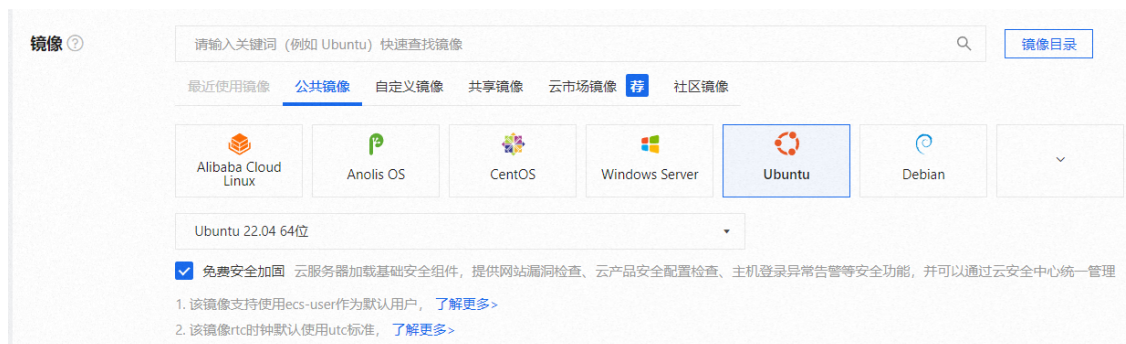 镜像 ?
请输入关键词（例如 Ubuntu）快速查找镜像
镜像目录
最近使用镜像 公共镜像 自定义镜像 共享镜像 云市场镜像 荐 社区镜像
Alibaba Cloud Linux
Anolis OS
CentOS
Windows Server
Ubuntu
Debian
Ubuntu 22.04 64位
免费安全加固 云服务器加载基础安全组件，提供网站漏洞检查、云产品安全配置检查、主机登录异常告警等安全功能，并可以通过云安全中心统一管理
1. 该镜像支持使用ecs-user作为默认用户， 了解更多>
2. 该镜像rtc时钟默认使用utc标准， 了解更多>